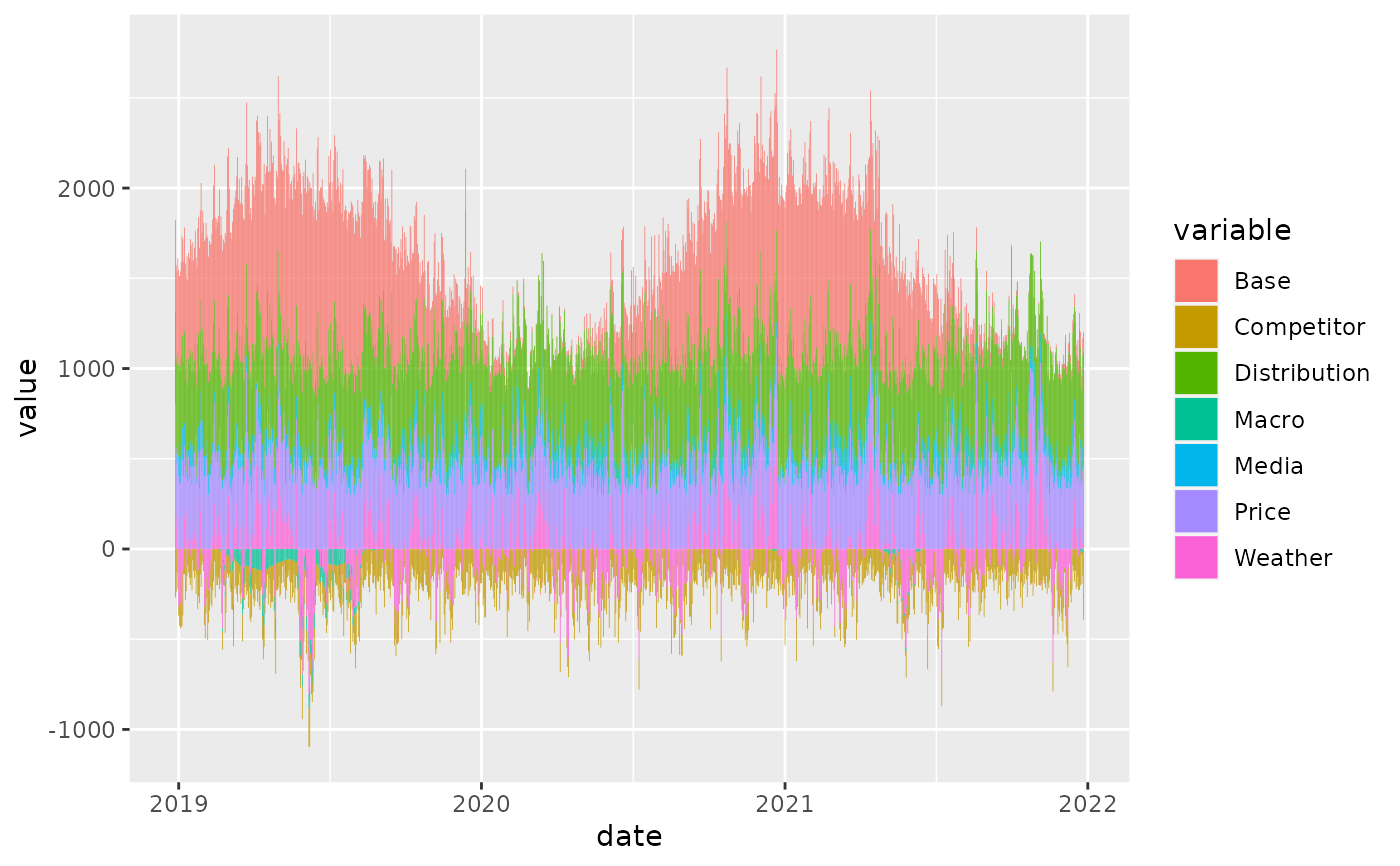 2000
1000
0
-1000
value
2019 2020 2021 2022
date
variable
Base
Competitor
Distribution
Macro
Media
Price
Weather